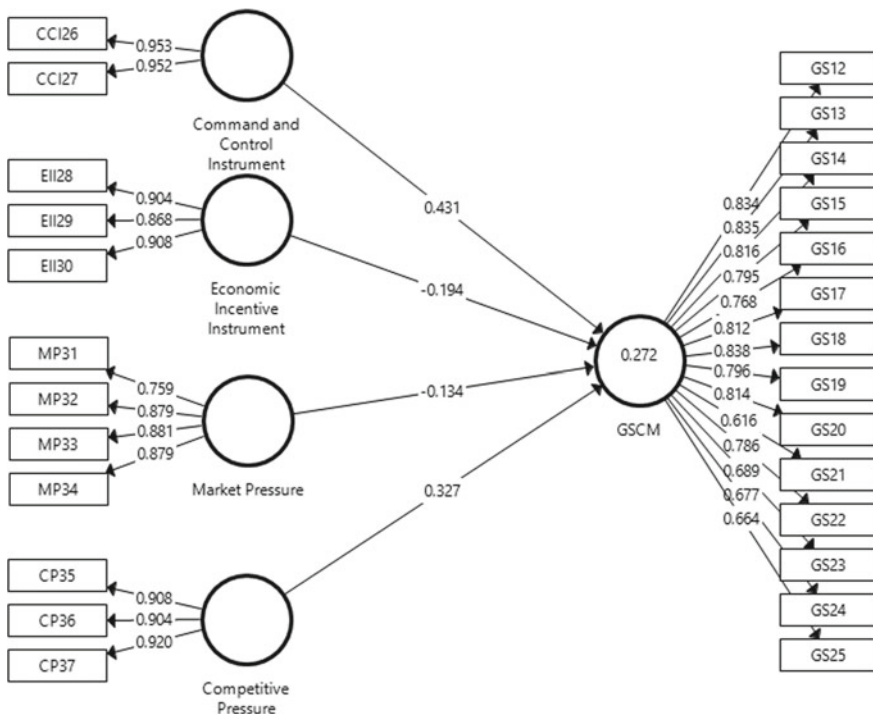 CCI26
0.953
CCI27
0.952
Command and
Control
Instrument
EII28
0.904
EII29
0.868
EII30
0.908
Economic
Incentive
Instrument
MP31
0.759
MP32
0.879
MP33
0.881
MP34
0.879
Market Pressure
CP35
0.908
CP36
0.904
CP37
0.920
Competitive
Pressure
0.431
-0.194
-0.134
0.327
0.272
GSCM
0.834
0.835
0.816
0.795
0.768
0.812
0.838
0.796
0.814
0.616
0.786
0.689
0.677
0.664
GS12
GS13
GS14
GS15
GS16
GS17
GS18
GS19
GS20
GS21
GS22
GS23
GS24
GS25